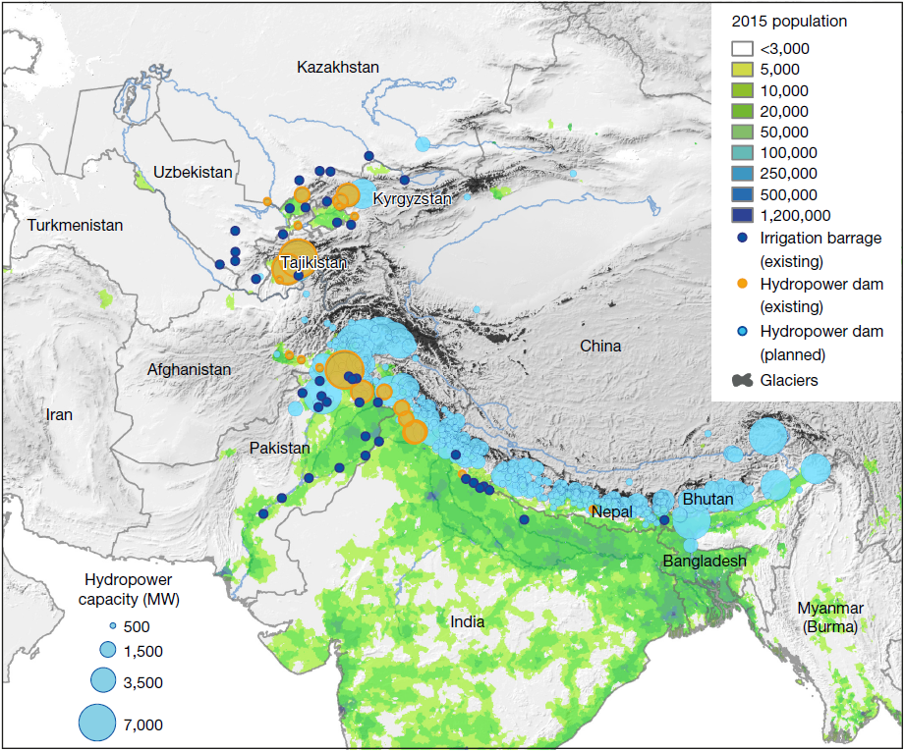 2015 population
<3,000
5,000
10,000
20,000
50,000
100,000
250,000
500,000
1,200,000
Irrigation barrage
(existing)
Hydropower dam
(existing)
Hydropower dam
(planned)
Glaciers
Kazakhstan
Uzbekistan
Kyrgyzstan
Turkmenistan
Tajikistan
China
Afghanistan
Iran
Pakistan
Bhutan
Nepal
Bangladesh
India
Myanmar
(Burma)
Hydropower
capacity (MW)
500
1,500
3,500
7,000